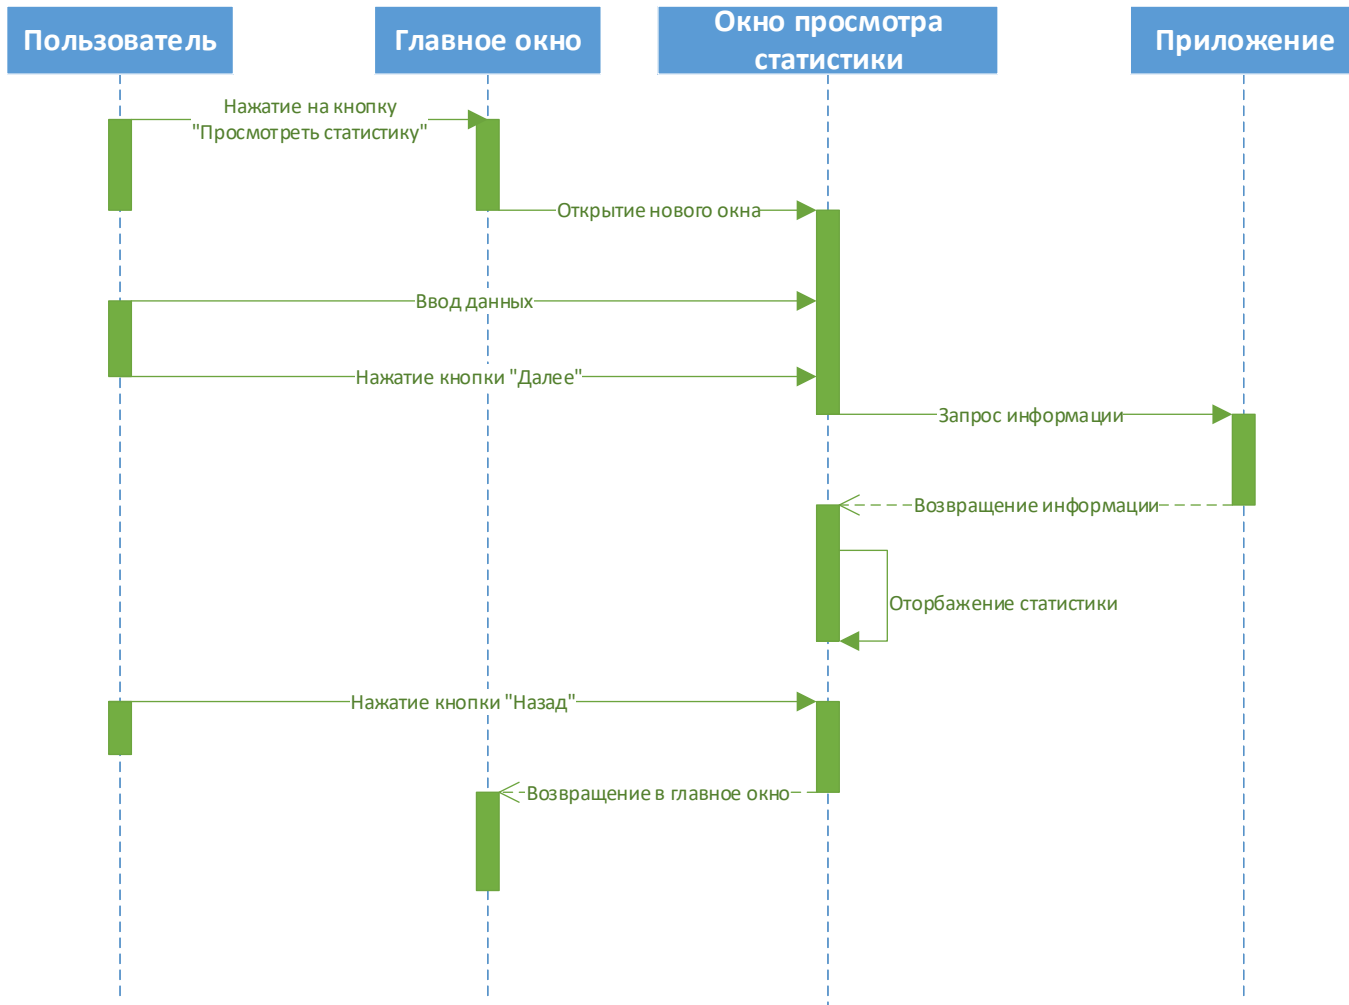 Пользователь
Главное окно
Окно просмотра
статистики
Приложение
Нажатие на кнопку
"Просмотреть статистику"
Открытие нового окна
Ввод данных
Нажатие кнопки "Далее"
Запрос информации
Возвращение информации
Оторбажение статистики
Нажатие кнопки "Назад"
Возвращение в главное окно